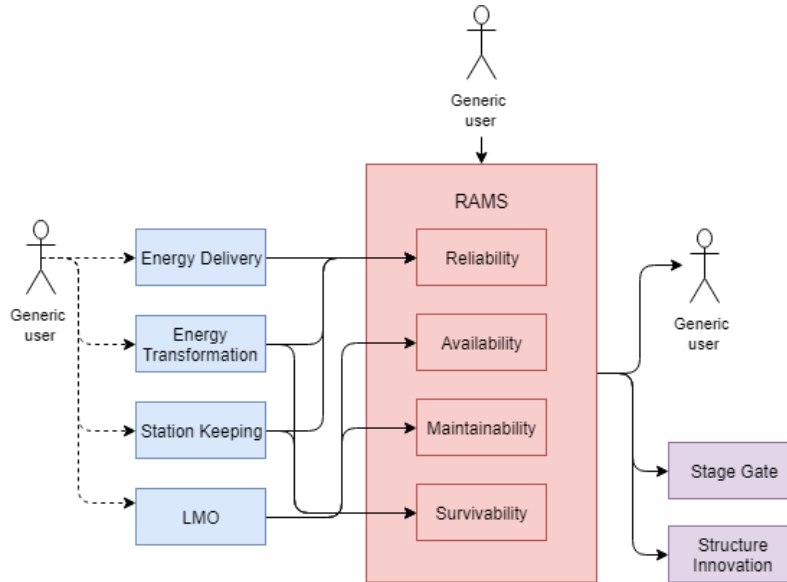 Generic
user
RAMS
Energy Delivery
Reliability
Generic
user
Generic
user
Energy
Transformation
Availability
Station Keeping
Maintainability
Stage Gate
LMO
Survivability
Structure
Innovation